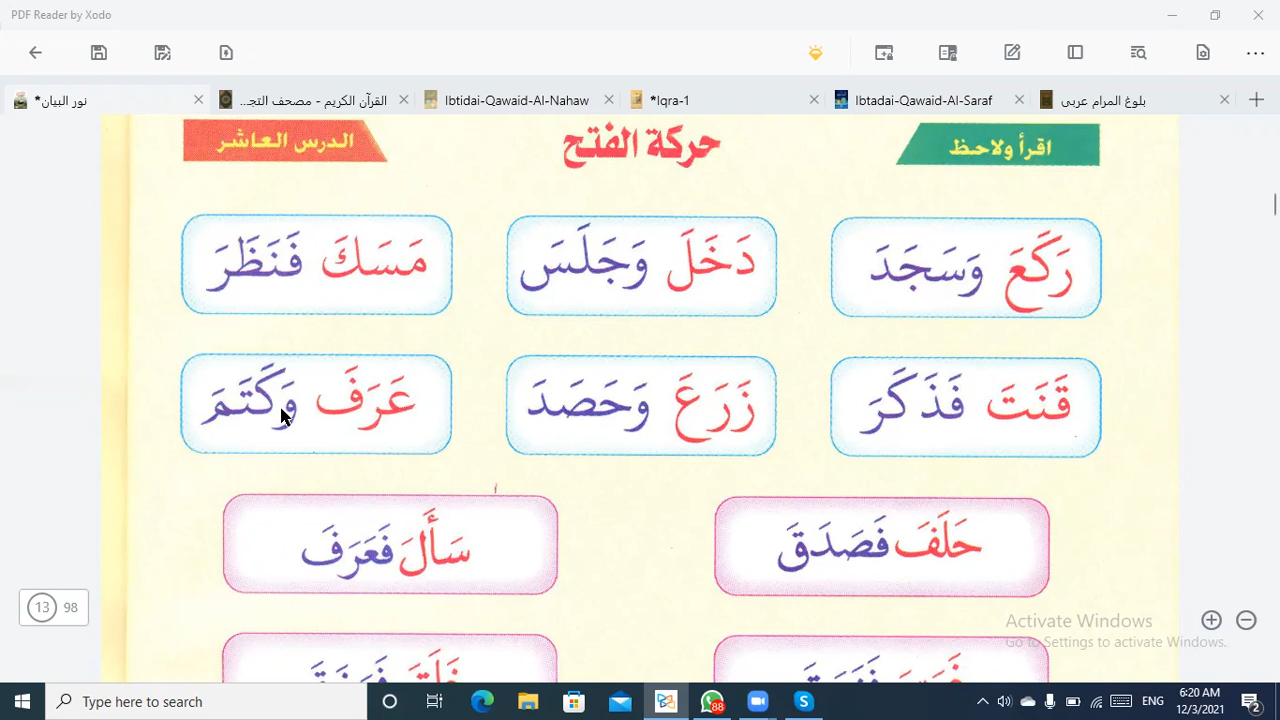 PDF Reader by Xodo
نور البيان*
القرآن الكريم - مصحف التج...
Ibtidai-Qawaid-Al-Nahaw
*Iqra-1
Ibtadai-Qawaid-Al-Saraf
بلوغ المرام عربى
اقرأ ولاحظ
حركة الفتح
الدرس العاشر
رَكَعَ وَسَجَدَ
دَخَلَ وَجَلَسَ
مَسَكَ فَنَظَرَ
قَنَتَ فَذَكَرَ
زَرَعَ وَحَصَدَ
عَرَفَ وَكَتَمَ
حَلَفَ فَصَدَقَ
سَأَلَ فَعَرَفَ
13 98
Activate Windows
Go to Settings to activate Windows.
Type here to search
88
ENG
6:20 AM
12/3/2021
2